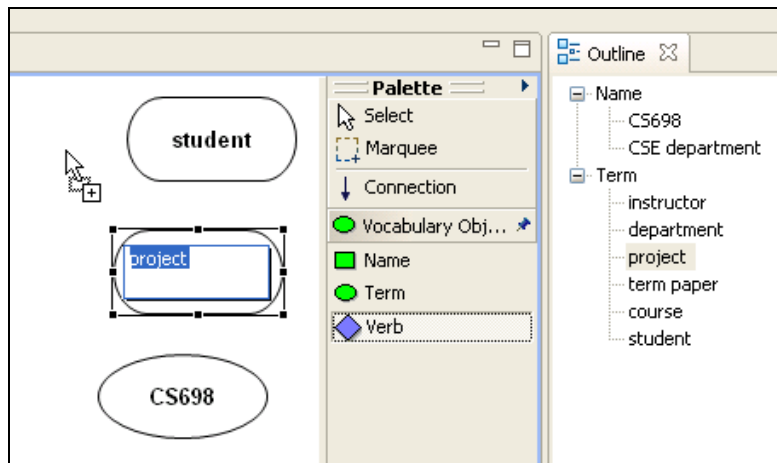 student
project
CS698
Palette
Select
Marquee
Connection
Vocabulary Obj...
Name
Term
Verb
Outline
Name
CS698
CSE department
Term
instructor
department
project
term paper
course
student